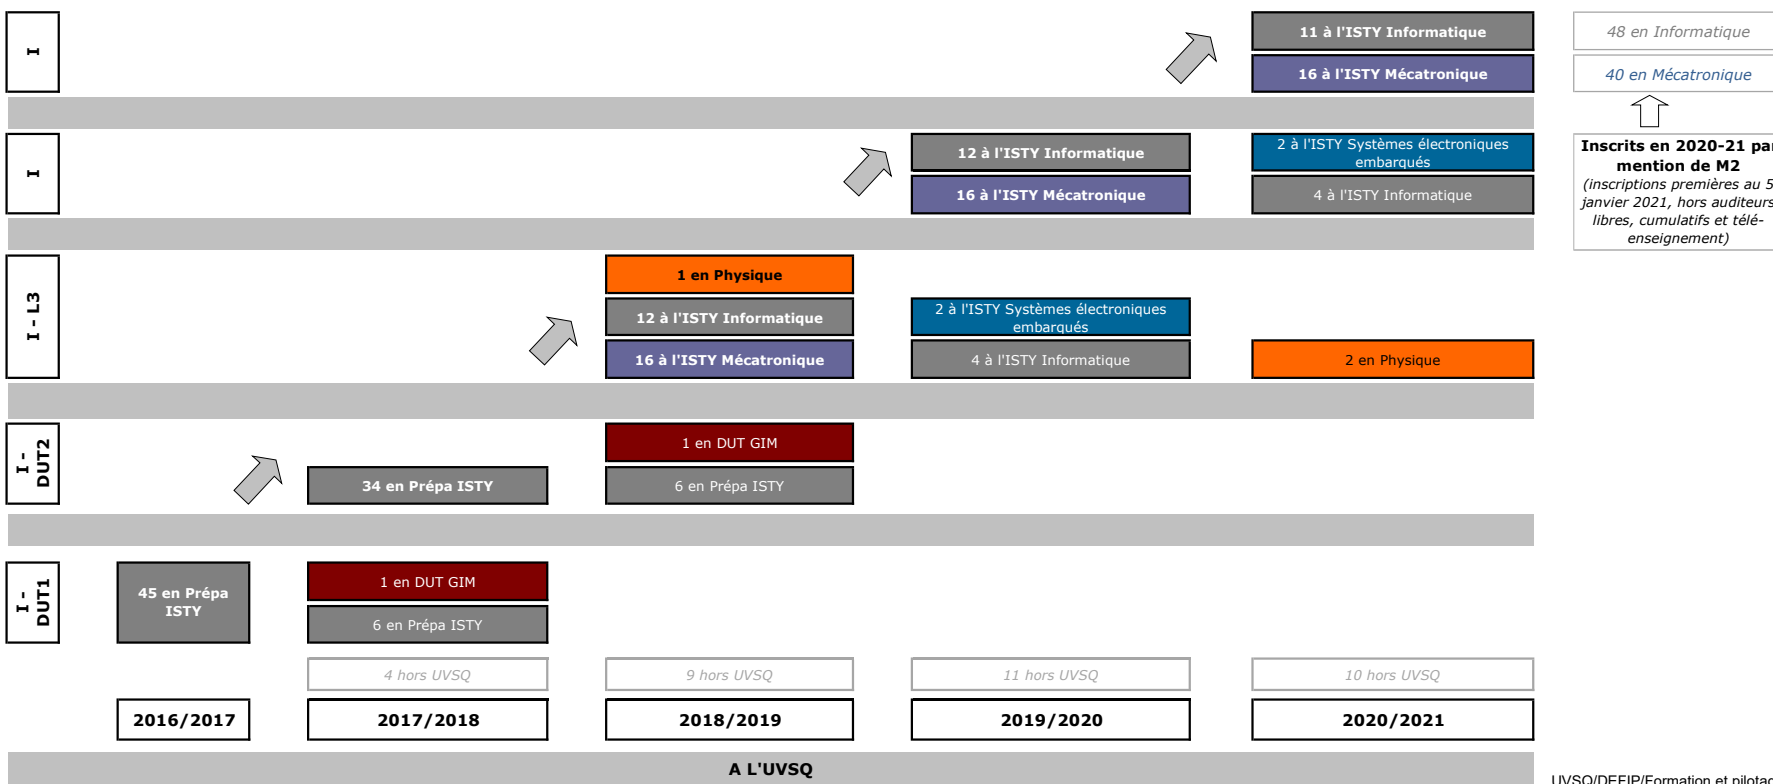 I
11 à l'ISTY Informatique
48 en Informatique
16 à l'ISTY Mécatronique
40 en Mécatronique
I
12 à l'ISTY Informatique
2 à l'ISTY Systèmes électroniques
embarqués
16 à l'ISTY Mécatronique
4 à l'ISTY Informatique
Inscrits en 2020-21 par
mention de M2
(inscriptions premières au 5
janvier 2021, hors auditeurs
libres, cumulatifs et télé-
enseignement)
I - L3
1 en Physique
12 à l'ISTY Informatique
2 à l'ISTY Systèmes électroniques
embarqués
16 à l'ISTY Mécatronique
4 à l'ISTY Informatique
2 en Physique
I -
DUT2
1 en DUT GIM
34 en Prépa ISTY
6 en Prépa ISTY
I -
DUT1
45 en Prépa
ISTY
1 en DUT GIM
6 en Prépa ISTY
4 hors UVSQ
9 hors UVSQ
11 hors UVSQ
10 hors UVSQ
2016/2017
2017/2018
2018/2019
2019/2020
2020/2021
A L'UVSQ
UVSQ/DEFIP/Formation et pilotag